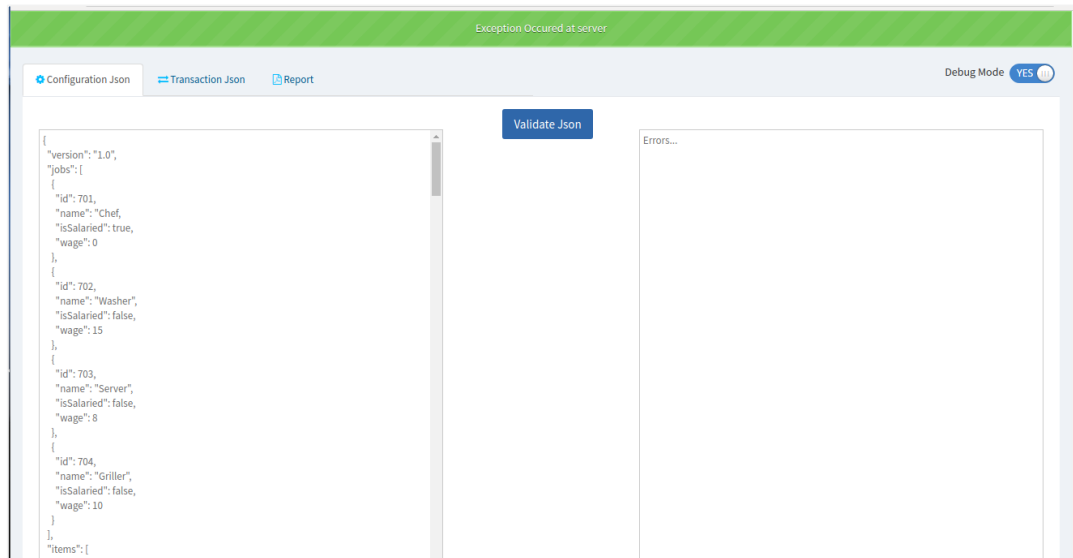 Exception Occured at server
Configuration Json
Transaction Json
Report
Debug Mode YES
Validate Json
{
"version": "1.0",
"jobs": [
{
"id": 701,
"name": "Chef,
"isSalaried": true,
"wage": 0
},
{
"id": 702,
"name": "Washer",
"isSalaried": false,
"wage": 15
},
{
"id": 703,
"name": "Server",
"isSalaried": false,
"wage": 8
},
{
"id": 704,
"name": "Griller",
"isSalaried": false,
"wage": 10
}
],
"items": [
Errors...